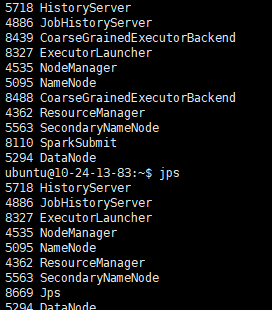 5718 HistoryServer
4886 JobHistoryServer
8439 CoarseGrainedExecutorBackend
8327 ExecutorLauncher
4535 NodeManager
5095 NameNode
8488 CoarseGrainedExecutorBackend
4362 ResourceManager
5563 SecondaryNameNode
8110 SparkSubmit
5294 DataNode
ubuntu@10-24-13-83:~$ jps
5718 HistoryServer
4886 JobHistoryServer
8327 ExecutorLauncher
4535 NodeManager
5095 NameNode
4362 ResourceManager
5563 SecondaryNameNode
8669 Jps
5294 DataNode